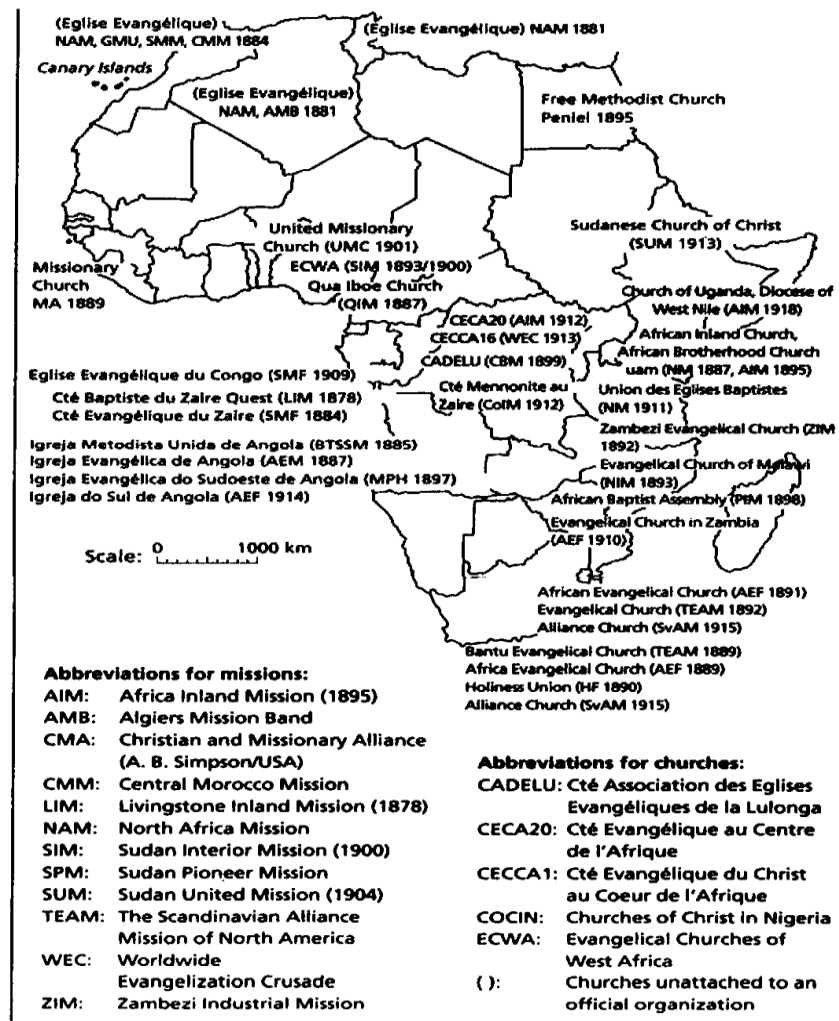 (Eglise Evangélique)
NAM, GMU, SMM, CMM 1884
(Eglise Evangélique) NAM 1881
Canary Islands
(Eglise Evangélique)
NAM, AMB 1881
Free Methodist Church
Peniel 1895
United Missionary
Church (UMC 1901)
Sudanese Church of Christ
(SUM 1913)
ECWA (SIM 1893/1900)
Missionary
Church
MA 1889
Qua Iboe Church
(QIM 1887)
Church of Uganda, Diocese of
West Nile (AIM 1918)
CECA20 (AIM 1912)
CECCA16 (WEC 1913)
African Inland Church,
African Brotherhood Church
uam (NM 1887, AIM 1895)
CADELU (CBM 1899)
Eglise Evangélique du Congo (SMF 1909)
Cté Baptiste du Zaire Quest (LIM 1878)
Cté Evangélique du Zaire (SMF 1884)
Cté Mennonite au
Zaire (CoIM 1912)
Union des Eglises Baptistes
(NM 1911)
Zambezi Evangelical Church (ZIM
1892)
Igreja Metodista Unida de Angola (BTSSM 1885)
Igreja Evangélica de Angola (AEM 1887)
Igreja Evangélica do Sudoeste de Angola (MPH 1897)
Igreja do Sul de Angola (AEF 1914)
Evangelical Church of Malawi
(NIM 1893)
African Baptist Assembly (PIM 1898)
Evangelical Church in Zambia
(AEF 1910)
Scale: 0 1000 km
African Evangelical Church (AEF 1891)
Evangelical Church (TEAM 1892)
Alliance Church (SvAM 1915)
Bantu Evangelical Church (TEAM 1889)
Africa Evangelical Church (AEF 1889)
Holiness Union (HF 1890)
Alliance Church (SvAM 1915)
Abbreviations for missions:
AIM: Africa Inland Mission (1895)
AMB: Algiers Mission Band
CMA: Christian and Missionary Alliance
(A. B. Simpson/USA)
CMM: Central Morocco Mission
LIM: Livingstone Inland Mission (1878)
NAM: North Africa Mission
SIM: Sudan Interior Mission (1900)
SPM: Sudan Pioneer Mission
SUM: Sudan United Mission (1904)
TEAM: The Scandinavian Alliance
Mission of North America
WEC: Worldwide
Evangelization Crusade
ZIM: Zambezi Industrial Mission
Abbreviations for churches:
CADELU: Cté Association des Eglises
Evangéliques de la Lulonga
CECA20: Cté Evangélique au Centre
de l'Afrique
CECCA1: Cté Evangélique du Christ
au Coeur de l'Afrique
COCIN: Churches of Christ in Nigeria
ECWA: Evangelical Churches of
West Africa
( ): Churches unattached to an
official organization